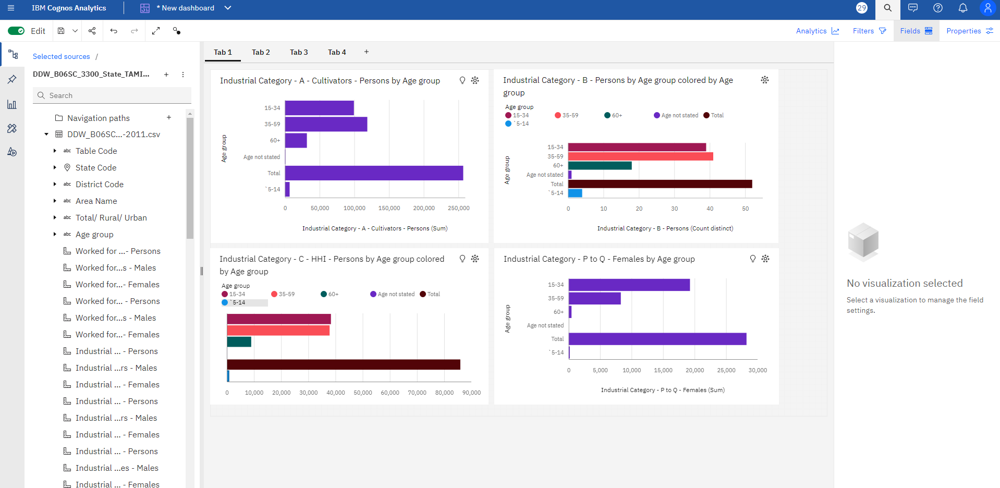 IBM Cognos Analytics
* New dashboard
29
Edit
Analytics
Filters
Fields
Properties
Selected sources /
DDW_B06SC_3300_State_TAMI...
Search
Navigation paths
DDW_B06SC...-2011.csv
abc Table Code
State Code
abc District Code
abc Area Name
abc Total/ Rural/ Urban
abc Age group
Worked for ...- Persons
Worked for...s - Males
Worked for...- Females
Worked for... - Persons
Worked for...s - Males
Worked for...- Females
Industrial ... - Persons
Industrial ...rs - Males
Industrial ... - Females
Industrial ... - Persons
Industrial ...rs - Males
Industrial ... - Females
Industrial ... - Persons
Industrial ...es - Males
Industrial ... - Females
Tab 1
Tab 2
Tab 3
Tab 4
+
Industrial Category - A - Cultivators - Persons by Age group
Age group
15-34
35-59
60+
Age not stated
Total
`5-14
0 50,000 100,000 150,000 200,000 250,000
Industrial Category - A - Cultivators - Persons (Sum)
Industrial Category - B - Persons by Age group colored by Age
group
Age group
15-34 35-59 60+ Age not stated Total
`5-14
Age group
15-34
35-59
60+
Age not stated
Total
`5-14
0 10 20 30 40 50
Industrial Category - B - Persons (Count distinct)
Industrial Category - C - HHI - Persons by Age group colored
by Age group
Age group
15-34 35-59 60+ Age not stated Total
`5-14
0 10,000 20,000 30,000 40,000 50,000 60,000 70,000 80,000 90,000
Industrial Category - P to Q - Females by Age group
Age group
15-34
35-59
60+
Age not stated
Total
`5-14
0 5,000 10,000 15,000 20,000 25,000 30,000
Industrial Category - P to Q - Females (Sum)
No visualization selected
Select a visualization to manage the field
settings.